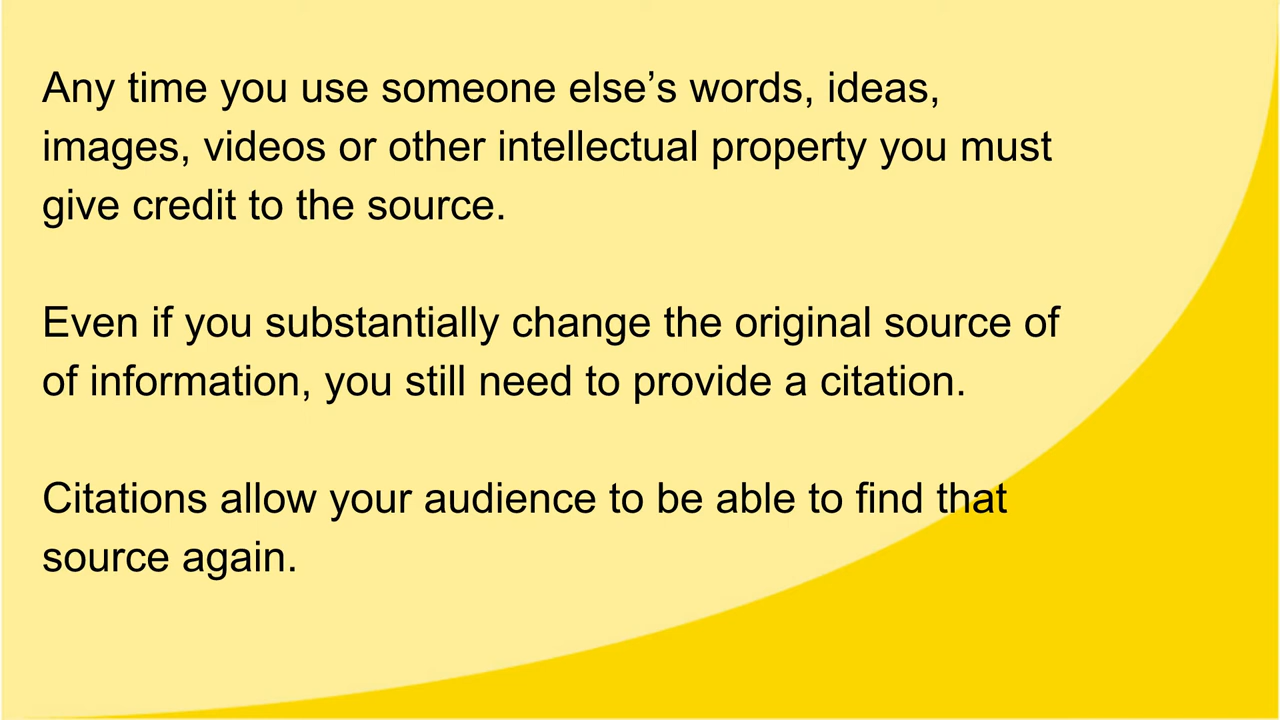 Any time you use someone else’s words, ideas,
images, videos or other intellectual property you must
give credit to the source.
Even if you substantially change the original source of
of information, you still need to provide a citation.
Citations allow your audience to be able to find that
source again.